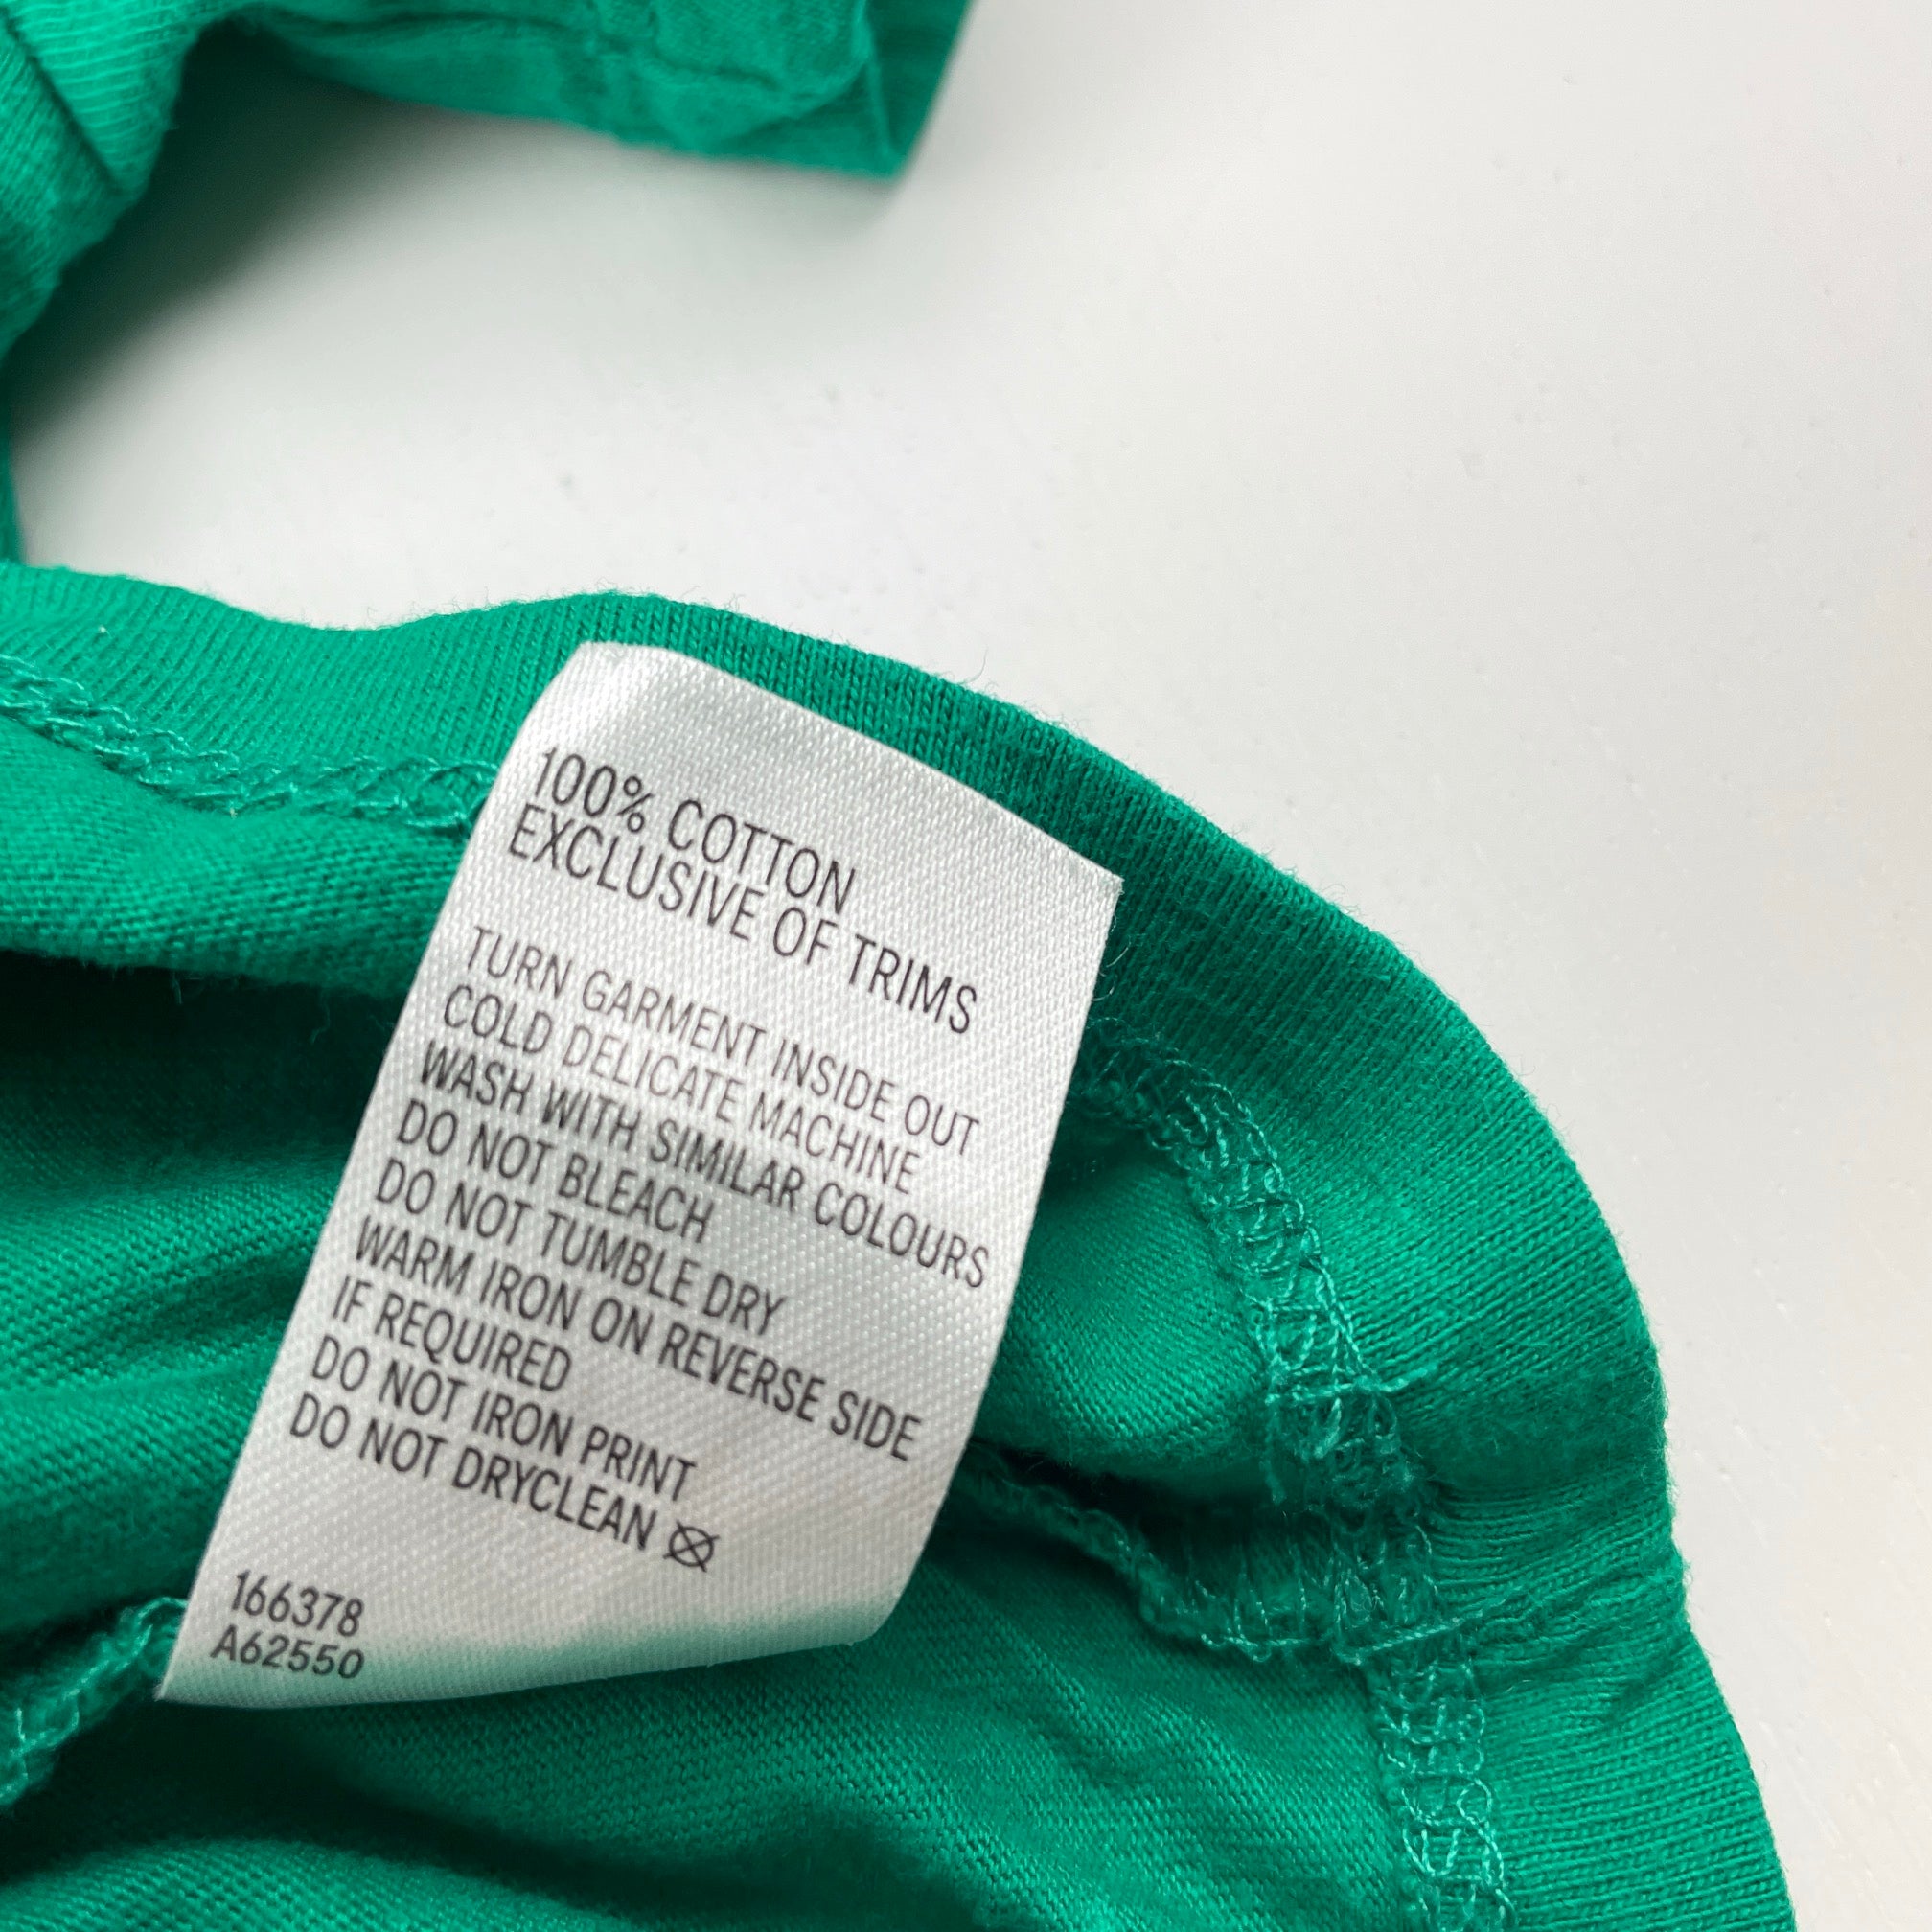 100% COTTON
EXCLUSIVE OF TRIMS
TURN GARMENT INSIDE OUT
COLD DELICATE MACHINE
WASH WITH SIMILAR COLOURS
DO NOT BLEACH
DO NOT TUMBLE DRY
WARM IRON ON REVERSE SIDE
IF REQUIRED
DO NOT IRON PRINT
DO NOT DRYCLEAN
166378
A62550